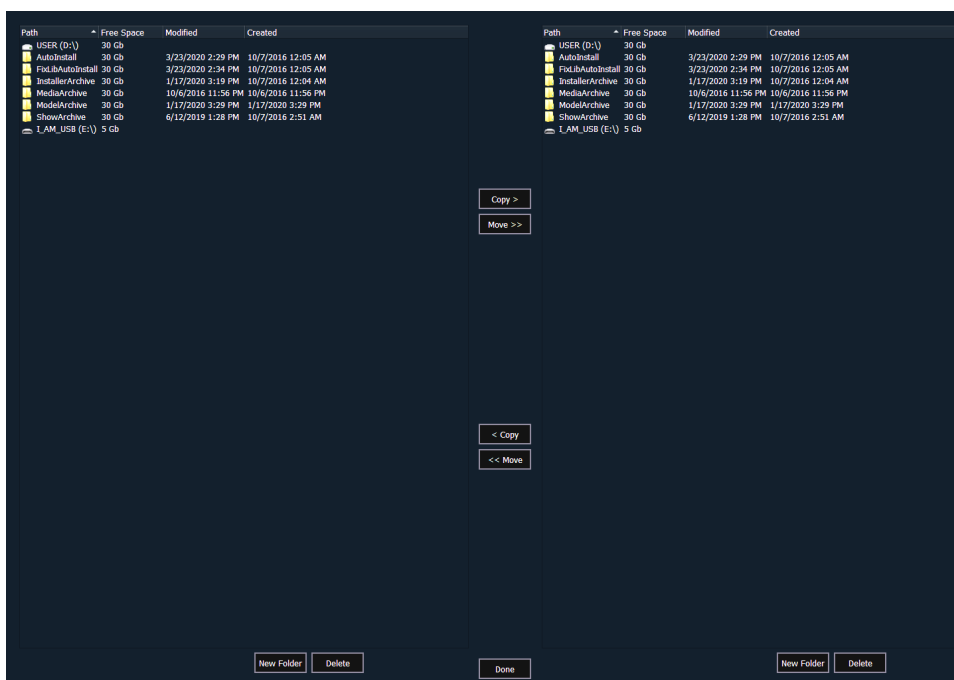 Path Free Space Modified Created
USER (D:\) 30 Gb
AutoInstall 30 Gb 3/23/2020 2:29 PM 10/7/2016 12:05 AM
FixLibAutoInstall 30 Gb 3/23/2020 2:34 PM 10/7/2016 12:05 AM
InstallerArchive 30 Gb 1/17/2020 3:19 PM 10/7/2016 12:04 AM
MediaArchive 30 Gb 10/6/2016 11:56 PM 10/6/2016 11:56 PM
ModelArchive 30 Gb 1/17/2020 3:29 PM 1/17/2020 3:29 PM
ShowArchive 30 Gb 6/12/2019 1:28 PM 10/7/2016 2:51 AM
I_AM_USB (E:\) 5 Gb
Copy >
Move >>
< Copy
<< Move
New Folder Delete
Done
Path Free Space Modified Created
USER (D:\) 30 Gb
AutoInstall 30 Gb 3/23/2020 2:29 PM 10/7/2016 12:05 AM
FixLibAutoInstall 30 Gb 3/23/2020 2:34 PM 10/7/2016 12:05 AM
InstallerArchive 30 Gb 1/17/2020 3:19 PM 10/7/2016 12:04 AM
MediaArchive 30 Gb 10/6/2016 11:56 PM 10/6/2016 11:56 PM
ModelArchive 30 Gb 1/17/2020 3:29 PM 1/17/2020 3:29 PM
ShowArchive 30 Gb 6/12/2019 1:28 PM 10/7/2016 2:51 AM
I_AM_USB (E:\) 5 Gb
New Folder Delete